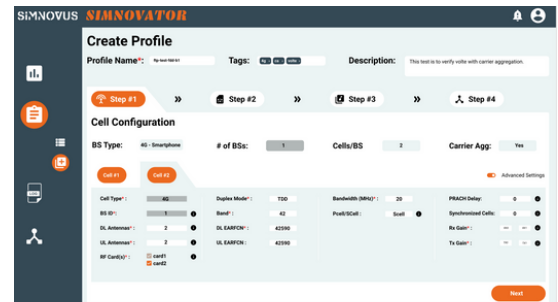 SiMNOVUS SIMNOVATOR
Create Profile
Profile Name*: Tags: Description: This test is to verify volte with carrier aggregation.
Step #1 » Step #2 » Step #3 » Step #4
Cell Configuration
BS Type: 4G - Smartphone # of BSs: 1 Cells/BS 2 Carrier Agg: Yes
Cell #1 Cell #2 Advanced Settings
Cell Type*: 4G Duplex Mode*: TDD Bandwidth (MHz)*: 20 PRACH Delay: 0
BS ID*: 1 Band*: 42 Pcell/SCell: Scell Synchronized Cells: 0
DL Antennas*: 2 DL EARFCN*: 42590 Rx Gain*:
UL Antennas*: 2 UL EARFCN: 42590 Tx Gain*:
RF Card(s)*: card1
card2
Next